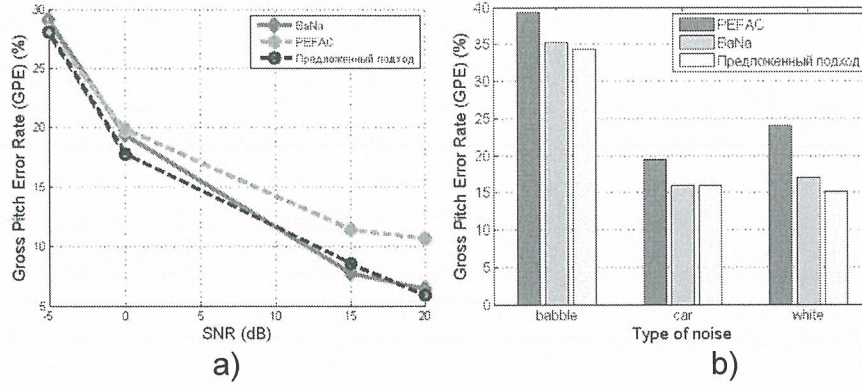 30
25
20
15
10
5
-5
0
5
10
15
20
Gross Pitch Error Rate (GPE) (%)
SNR (dB)
BaNa
PEFAC
Предложенный подход
a)
40
35
30
25
20
15
10
5
0
Gross Pitch Error Rate (GPE) (%)
PEFAC
BaNa
Предложенный подход
babble
car
white
Type of noise
b)